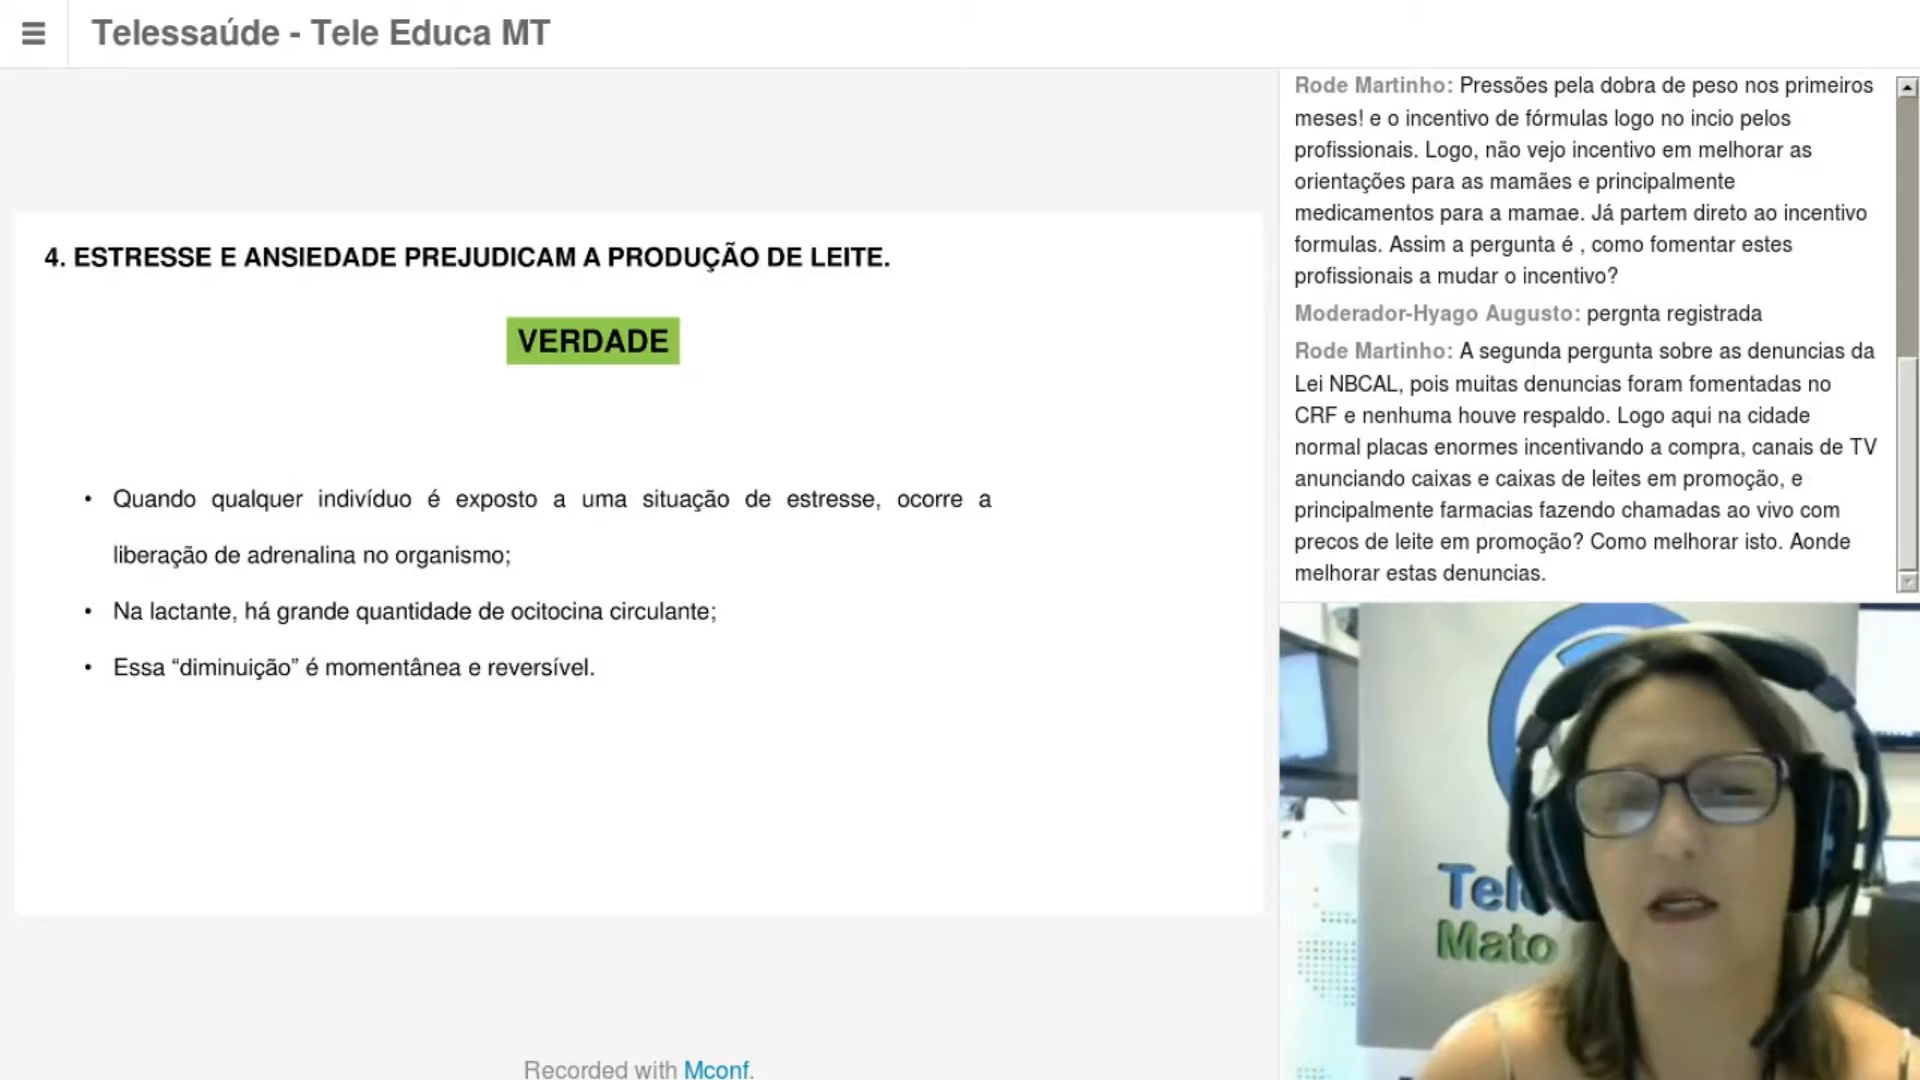 Telessaúde - Tele Educa MT
4. ESTRESSE E ANSIEDADE PREJUDICAM A PRODUÇÃO DE LEITE.
VERDADE
• Quando qualquer indivíduo é exposto a uma situação de estresse, ocorre a
liberação de adrenalina no organismo;
• Na lactante, há grande quantidade de ocitocina circulante;
• Essa “diminuição” é momentânea e reversível.
Recorded with Mconf.
Rode Martinho: Pressões pela dobra de peso nos primeiros
meses! e o incentivo de fórmulas logo no incio pelos
profissionais. Logo, não vejo incentivo em melhorar as
orientações para as mamães e principalmente
medicamentos para a mamae. Já partem direto ao incentivo
formulas. Assim a pergunta é , como fomentar estes
profissionais a mudar o incentivo?
Moderador-Hyago Augusto: pergnta registrada
Rode Martinho: A segunda pergunta sobre as denuncias da
Lei NBCAL, pois muitas denuncias foram fomentadas no
CRF e nenhuma houve respaldo. Logo aqui na cidade
normal placas enormes incentivando a compra, canais de TV
anunciando caixas e caixas de leites em promoção, e
principalmente farmacias fazendo chamadas ao vivo com
precos de leite em promoção? Como melhorar isto. Aonde
melhorar estas denuncias.
Tele
Mato